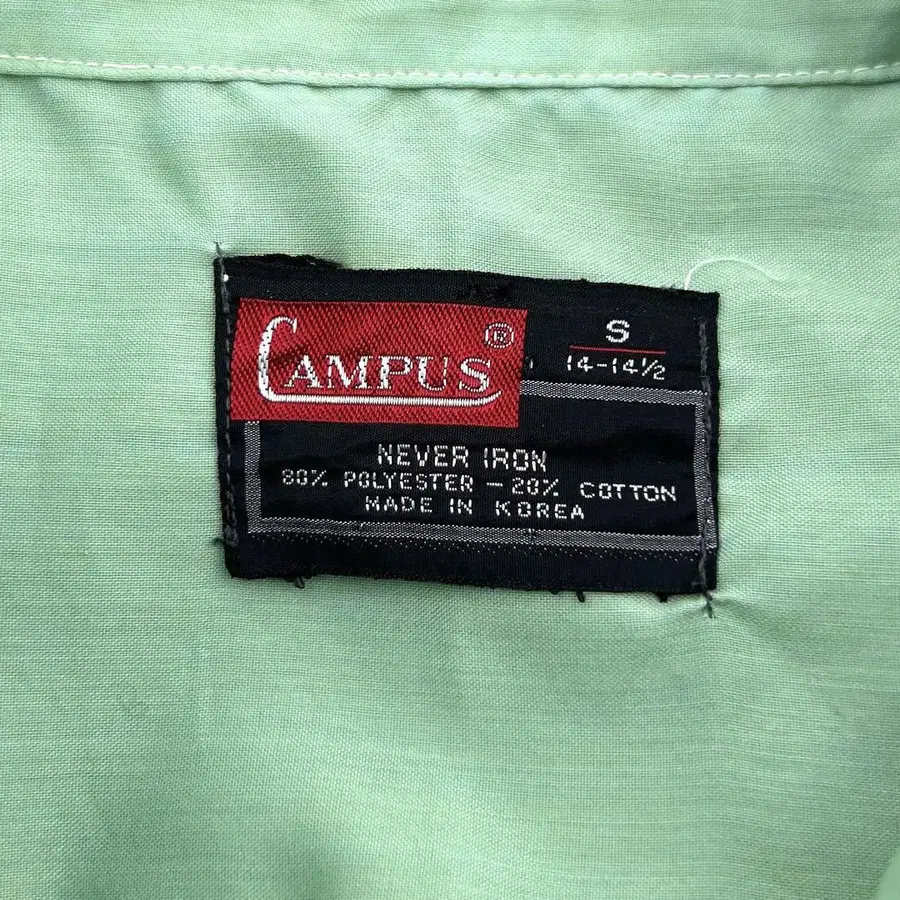 CAMPUS ®
S
14-14½
NEVER IRON
80% POLYESTER - 20% COTTON
MADE IN KOREA